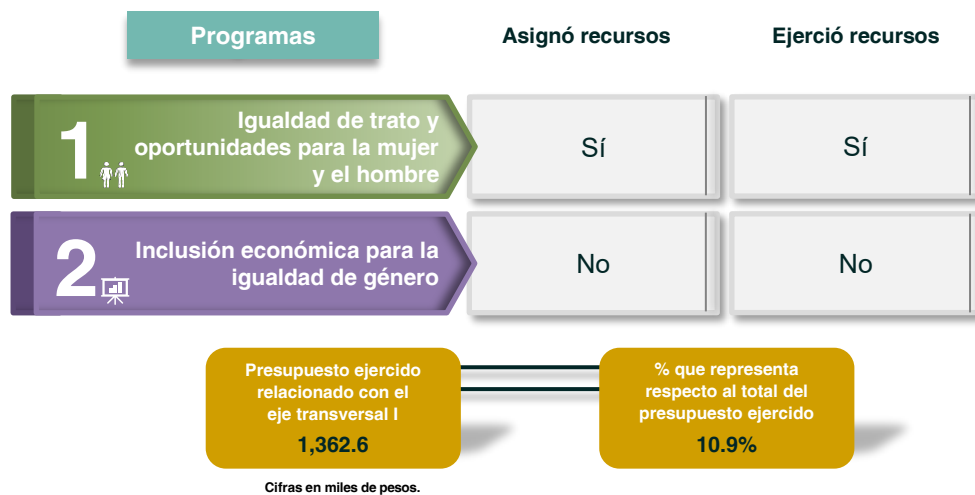 Programas
Asignó recursos
Ejerció recursos
1
Igualdad de trato y
oportunidades para la mujer
y el hombre
Sí
Sí
2
Inclusión económica para la
igualdad de género
No
No
Presupuesto ejercido
relacionado con el
eje transversal I
1,362.6
% que representa
respecto al total del
presupuesto ejercido
10.9%
Cifras en miles de pesos.